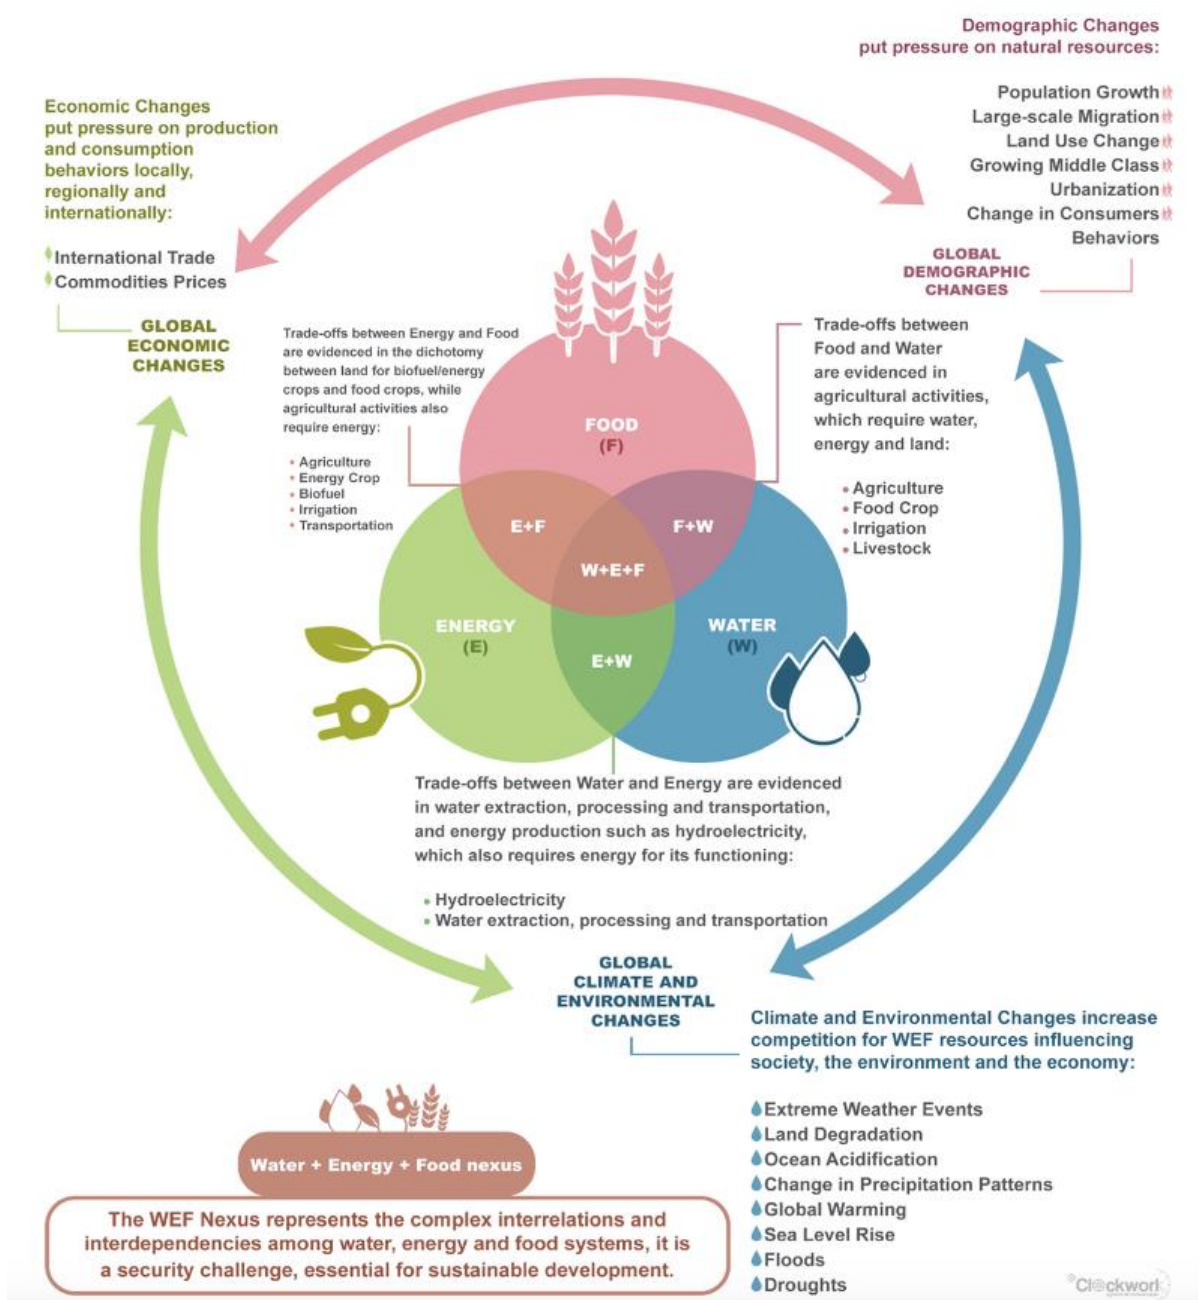 Demographic Changes
put pressure on natural resources:
Population Growth
Large-scale Migration
Land Use Change
Growing Middle Class
Urbanization
Change in Consumers
Behaviors
GLOBAL
DEMOGRAPHIC
CHANGES
Economic Changes
put pressure on production
and consumption
behaviors locally,
regionally and
internationally:
International Trade
Commodities Prices
GLOBAL
ECONOMIC
CHANGES
Trade-offs between Energy and Food
are evidenced in the dichotomy
between land for biofuel/energy
crops and food crops, while
agricultural activities also
require energy:
• Agriculture
• Energy Crop
• Biofuel
• Irrigation
• Transportation
Trade-offs between
Food and Water
are evidenced in
agricultural activities,
which require water,
energy and land:
• Agriculture
• Food Crop
• Irrigation
• Livestock
FOOD
(F)
E+F
F+W
W+E+F
ENERGY
(E)
WATER
(W)
E+W
Trade-offs between Water and Energy are evidenced
in water extraction, processing and transportation,
and energy production such as hydroelectricity,
which also requires energy for its functioning:
• Hydroelectricity
• Water extraction, processing and transportation
GLOBAL
CLIMATE AND
ENVIRONMENTAL
CHANGES
Climate and Environmental Changes increase
competition for WEF resources influencing
society, the environment and the economy:
Extreme Weather Events
Land Degradation
Ocean Acidification
Change in Precipitation Patterns
Global Warming
Sea Level Rise
Floods
Droughts
Water + Energy + Food nexus
The WEF Nexus represents the complex interrelations and
interdependencies among water, energy and food systems, it is
a security challenge, essential for sustainable development.